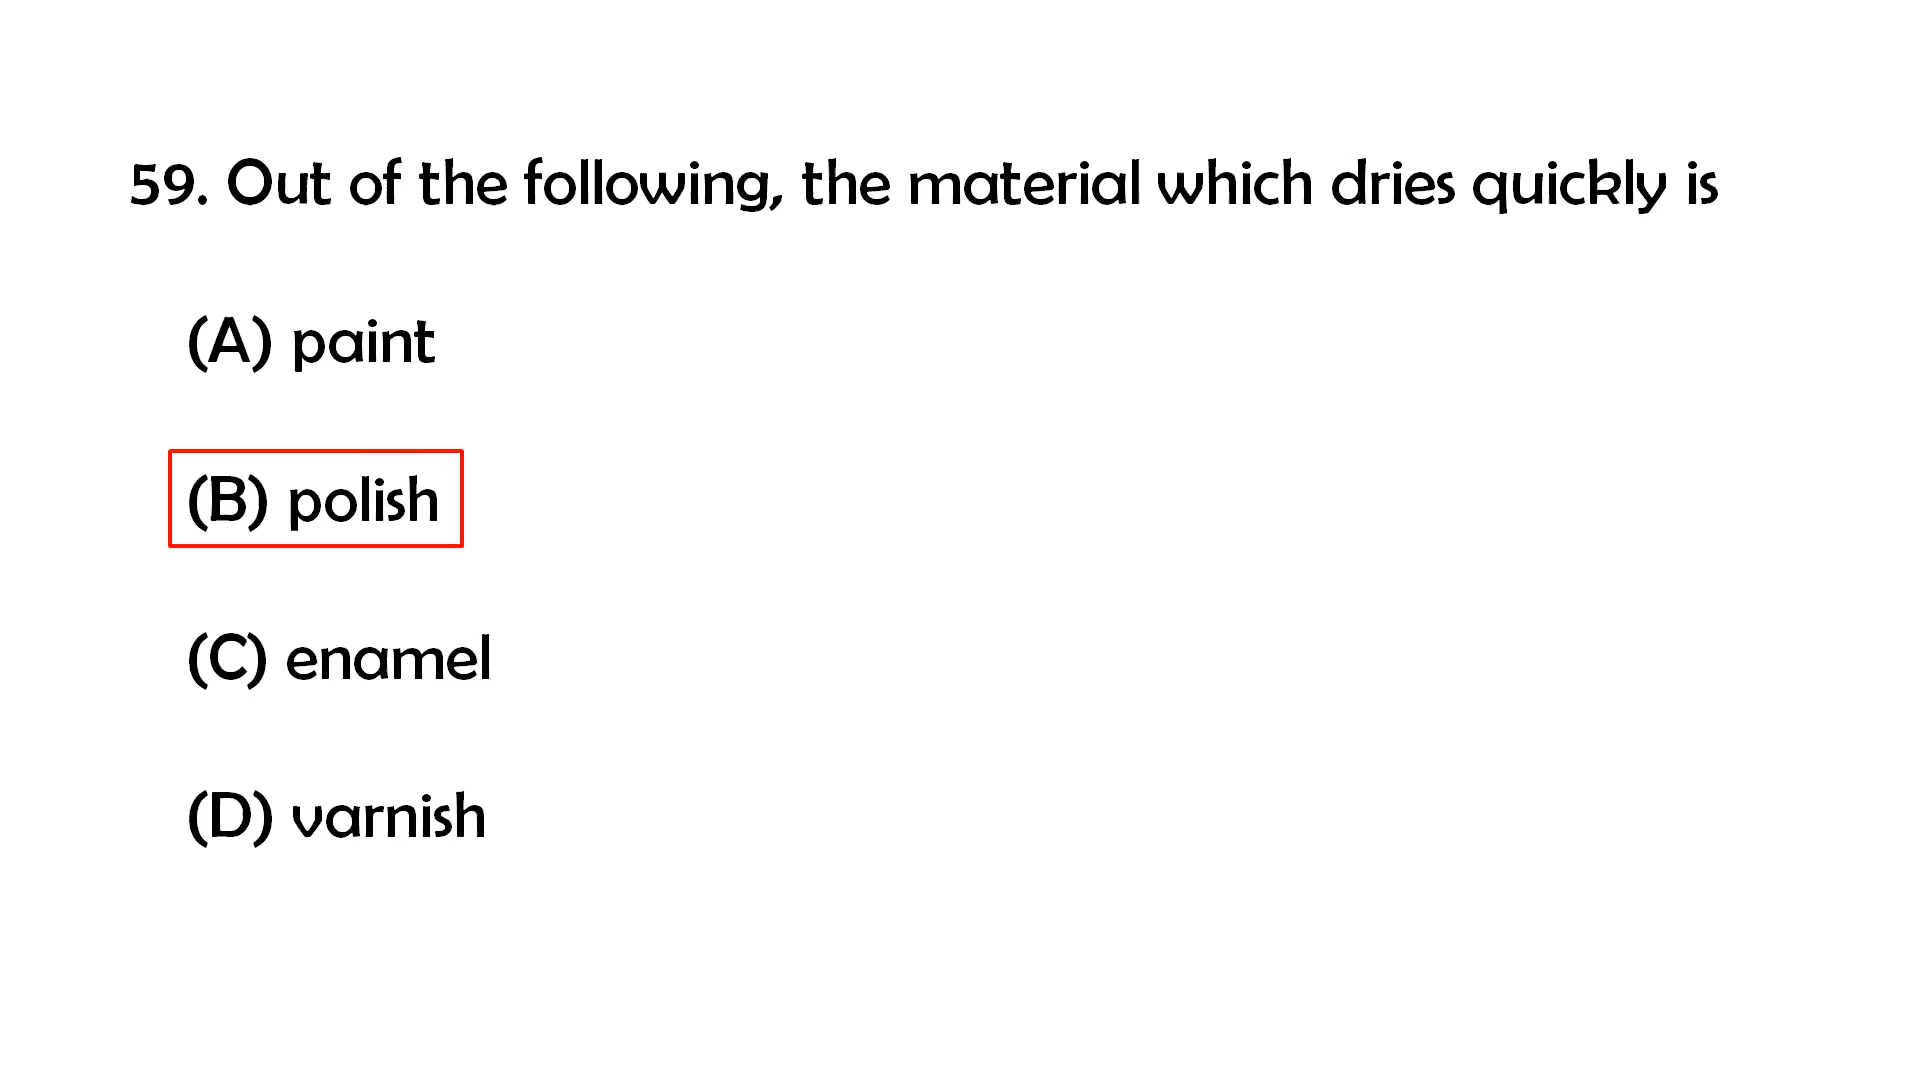 59. Out of the following, the material which dries quickly is
(A) paint
(B) polish
(C) enamel
(D) varnish